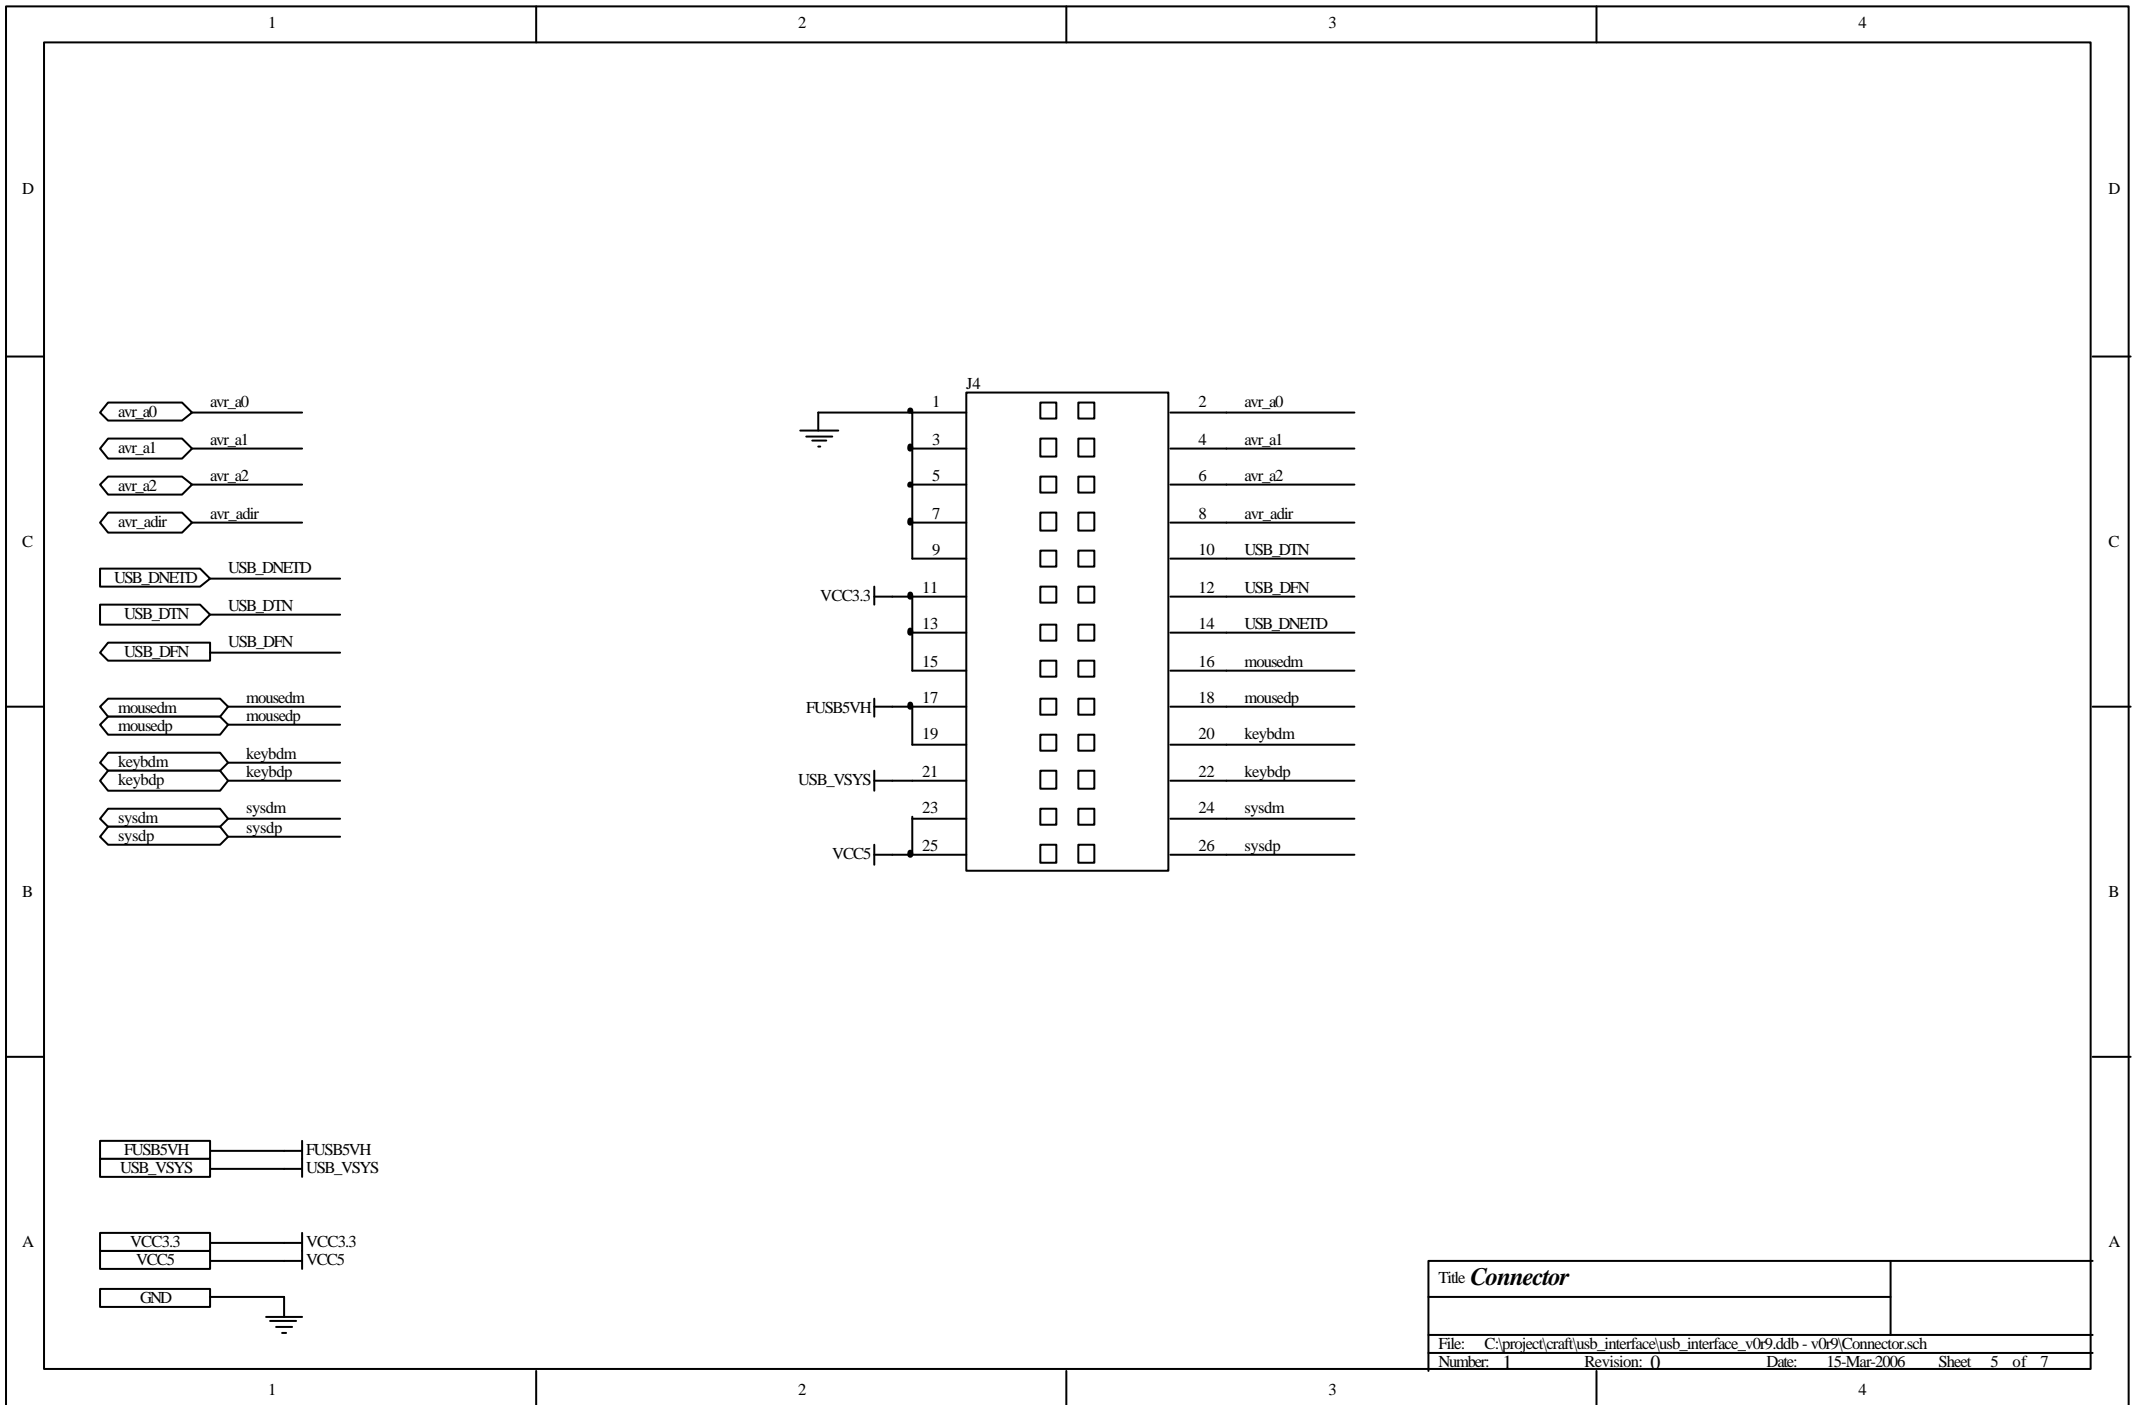 1 2 3 4
D D
J4
avr_a0 avr_a0 1 2 avr_a0
avr_a1 avr_a1 3 4 avr_a1
avr_a2 avr_a2 5 6 avr_a2
avr_adir avr_adir 7 8 avr_adir
C C
9 10 USB_DTN
USB_DNETD USB_DNETD
VCC3.3 11 12 USB_DFN
USB_DTN USB_DTN
13 14 USB_DNETD
USB_DFN USB_DFN
15 16 mousedm
mousedm mousedm FUSB5VH 17 18 mousedp
mousedp mousedp
19 20 keybdm
keybdm keybdm
keybdp keybdp USB_VSYS 21 22 keybdp
sysdm sysdm 23 24 sysdm
sysdp sysdp
VCC5 25 26 sysdp
B B
FUSB5VH FUSB5VH
USB_VSYS USB_VSYS
VCC3.3 VCC3.3
A A
VCC5 VCC5
GND
Title Connector
File: C:\project\craft\usb_interface\usb_interface_v0r9.ddb - v0r9\Connector.sch
Number: 1 Revision: () Date: 15-Mar-2006 Sheet 5 of 7
1 2 3 4